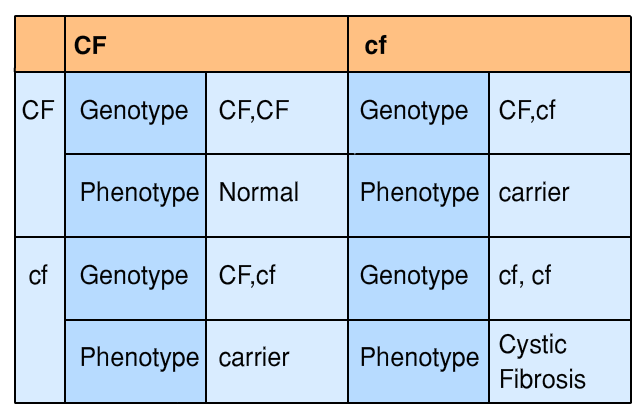 CF cf
CF Genotype CF,CF Genotype CF,cf
Phenotype Normal Phenotype carrier
cf Genotype CF,cf Genotype cf, cf
Phenotype carrier Phenotype Cystic
Fibrosis